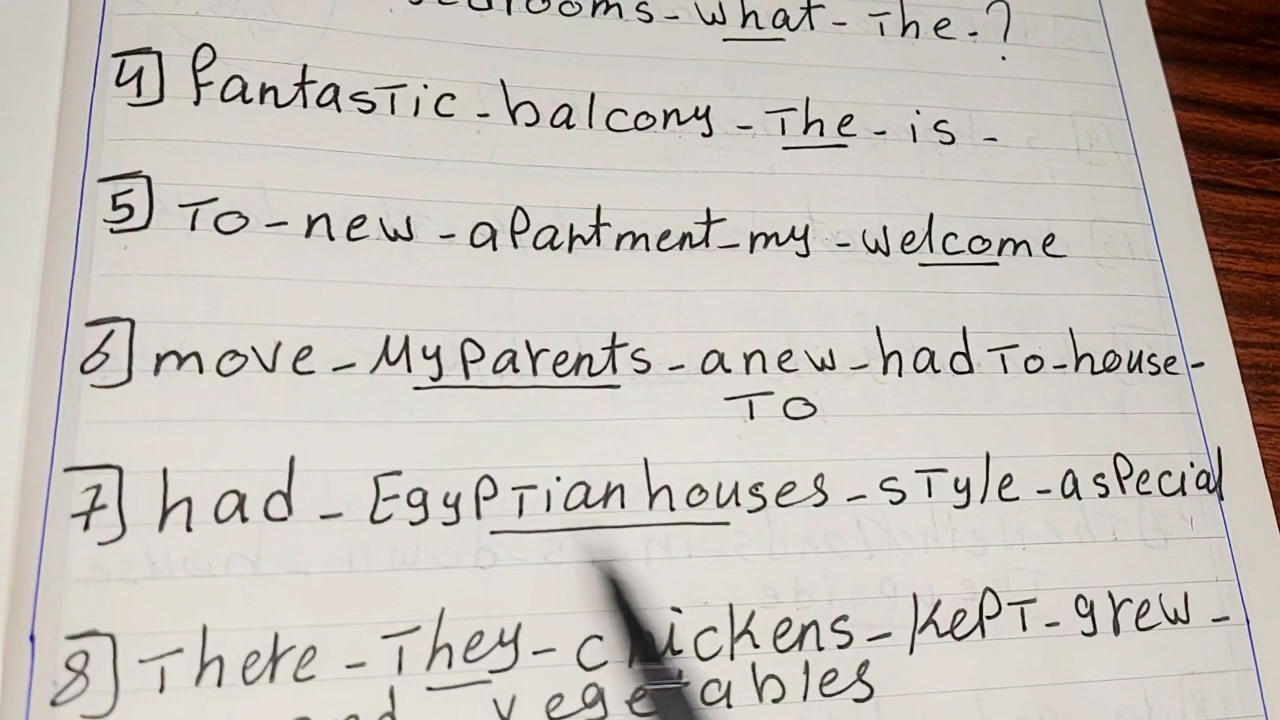 what - The . ?
4] fantastic - balcony - The - is -
5] To - new - apartment - my - welcome
6] move - My parents - a new - had To - house -
To
7] had - Egyptian houses - style - a special
8] There - They - chickens - kept - grew -
and vegetables